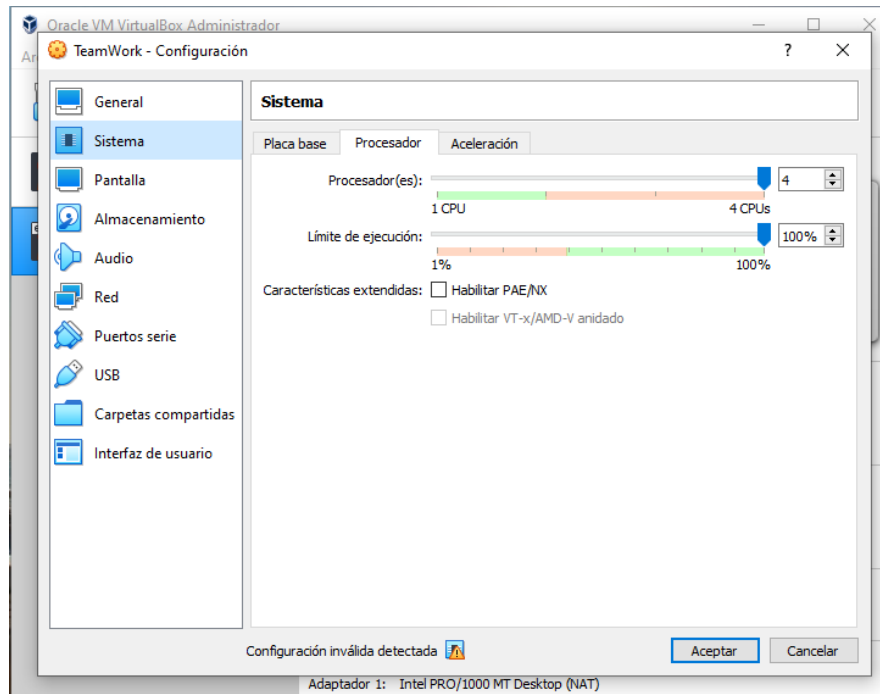 Oracle VM VirtualBox Administrador
TeamWork - Configuración
?
Ar
General
Sistema
Pantalla
Almacenamiento
Audio
Red
Puertos serie
USB
Carpetas compartidas
Interfaz de usuario
Sistema
Placa base Procesador Aceleración
Procesador(es): 4
1 CPU 4 CPUs
Límite de ejecución: 100%
1% 100%
Características extendidas: Habilitar PAE/NX
Habilitar VT-x/AMD-V anidado
Configuración inválida detectada Aceptar Cancelar
Adaptador 1: Intel PRO/1000 MT Desktop (NAT)